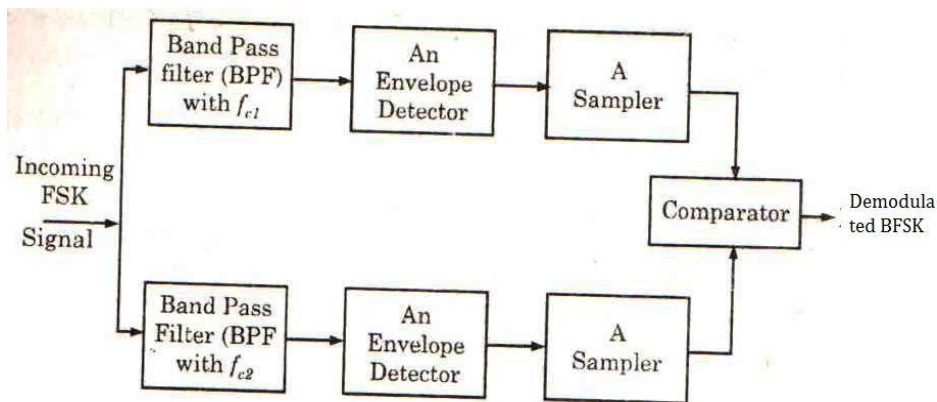 Band Pass
filter (BPF)
with fc1
An
Envelope
Detector
A
Sampler
Incoming
FSK
Signal
Comparator
Demodula
ted BFSK
Band Pass
Filter (BPF
with fc2
An
Envelope
Detector
A
Sampler